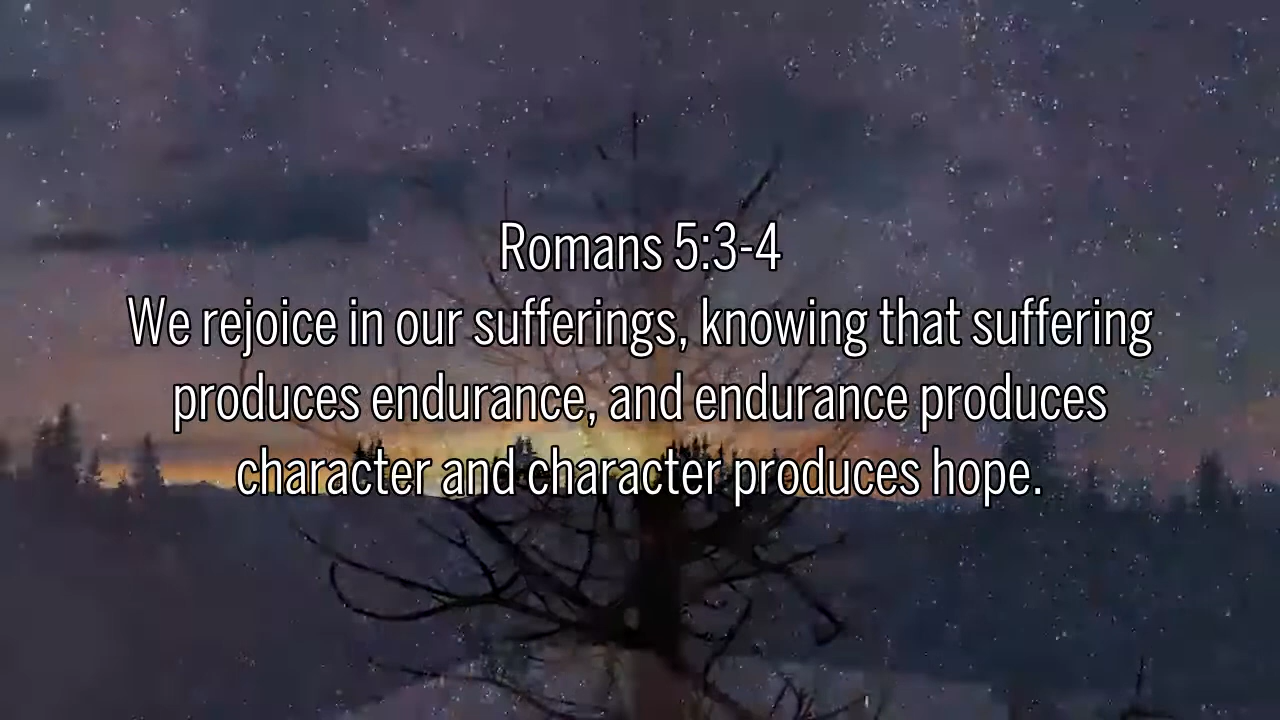 Romans 5:3-4
We rejoice in our sufferings, knowing that suffering
produces endurance, and endurance produces
character and character produces hope.